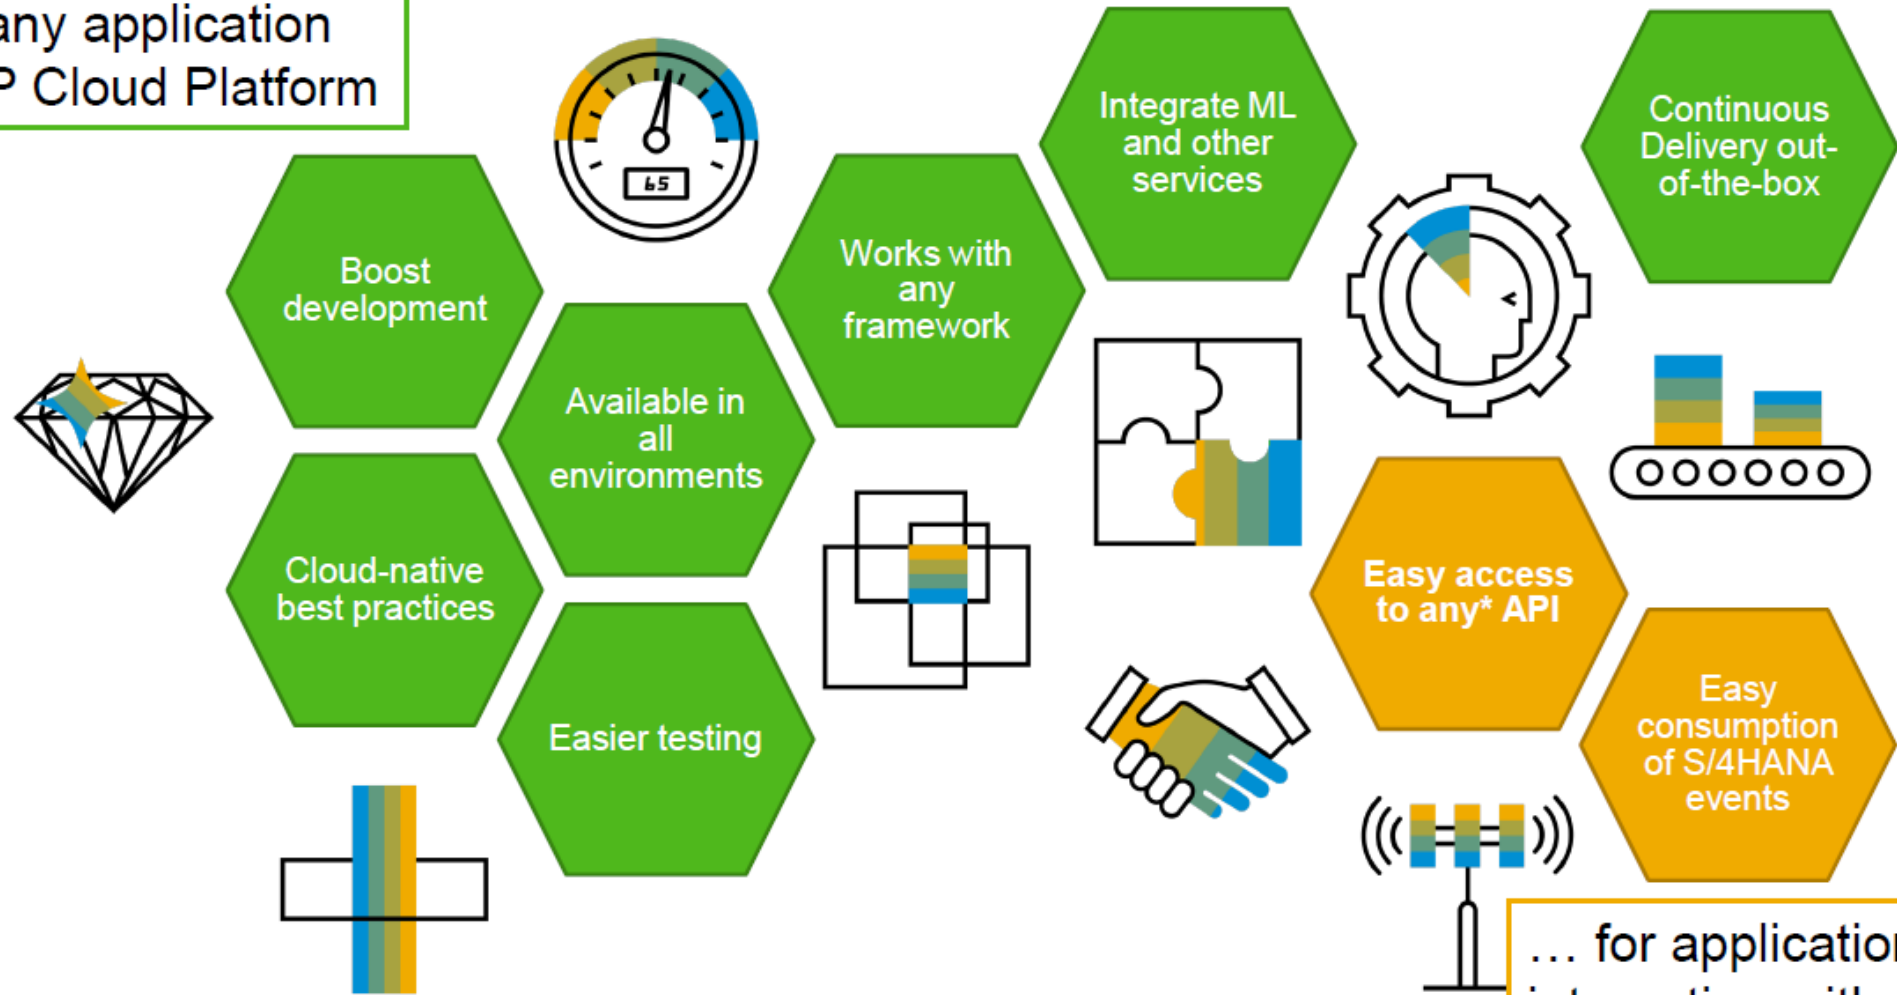 any application
P Cloud Platform
65
Boost
development
Available in
all
environments
Cloud-native
best practices
Easier testing
Works with
any
framework
Integrate ML
and other
services
Continuous
Delivery out-
of-the-box
Easy access
to any* API
Easy
consumption
of S/4HANA
events
… for application